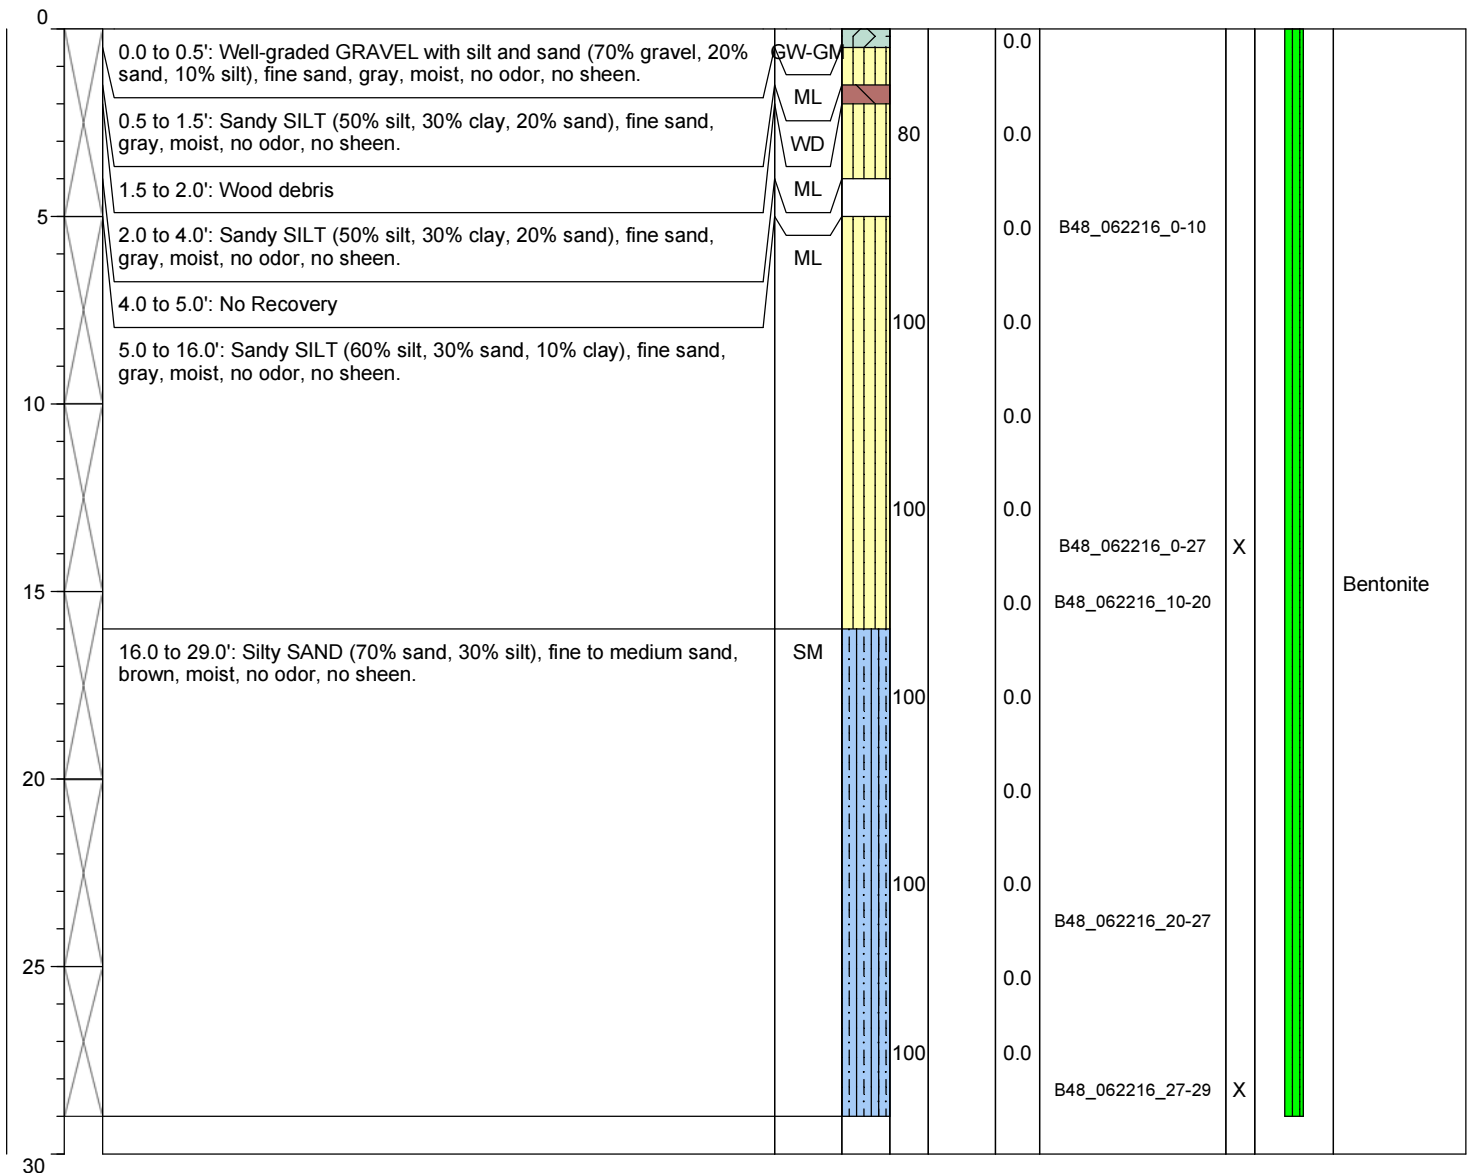 0
0.0 to 0.5': Well-graded GRAVEL with silt and sand (70% gravel, 20%
sand, 10% silt), fine sand, gray, moist, no odor, no sheen.
GW-GM
0.0
0.5 to 1.5': Sandy SILT (50% silt, 30% clay, 20% sand), fine sand,
gray, moist, no odor, no sheen.
ML
WD
80
0.0
1.5 to 2.0': Wood debris
ML
5
2.0 to 4.0': Sandy SILT (50% silt, 30% clay, 20% sand), fine sand,
gray, moist, no odor, no sheen.
ML
0.0
B48_062216_0-10
4.0 to 5.0': No Recovery
100
0.0
5.0 to 16.0': Sandy SILT (60% silt, 30% sand, 10% clay), fine sand,
gray, moist, no odor, no sheen.
10
0.0
100
0.0
B48_062216_0-27
X
15
0.0
B48_062216_10-20
Bentonite
16.0 to 29.0': Silty SAND (70% sand, 30% silt), fine to medium sand,
brown, moist, no odor, no sheen.
SM
100
0.0
20
0.0
100
0.0
B48_062216_20-27
25
0.0
100
0.0
B48_062216_27-29
X
30